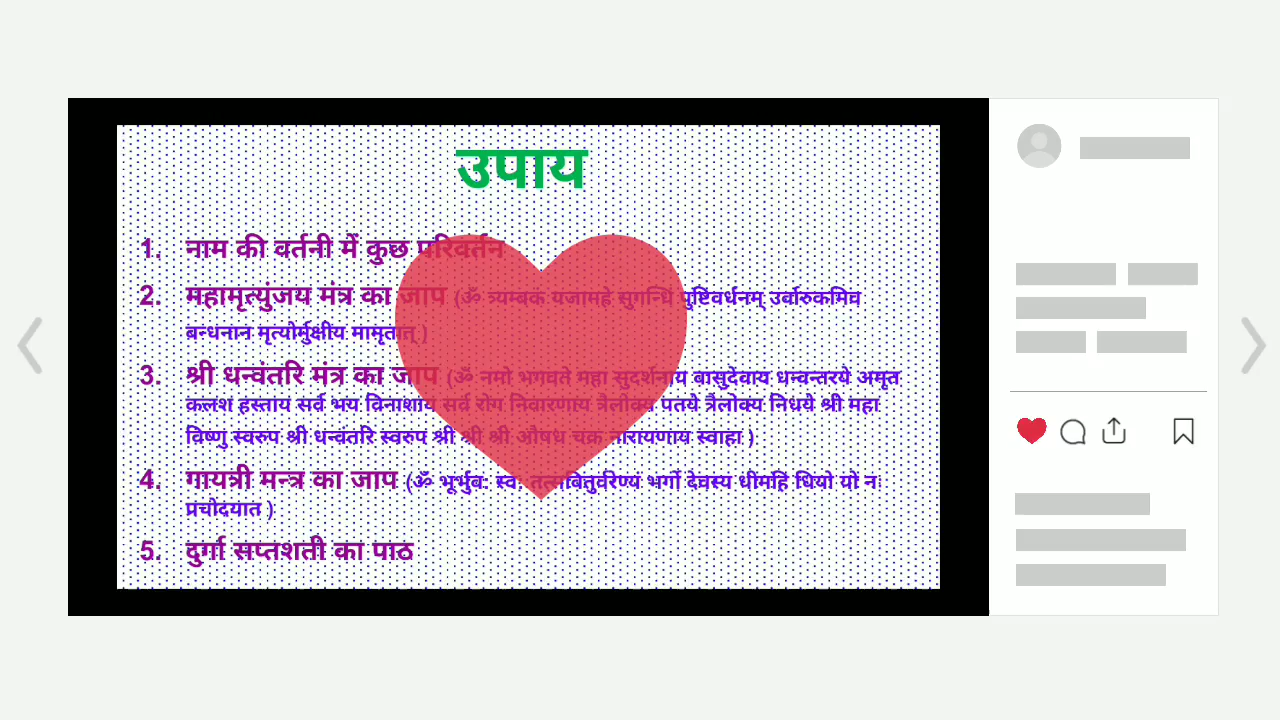 उपाय
1. नाम की वर्तनी में कुछ परिवर्तन
2. महामृत्युंजय मंत्र का जाप (ॐ त्र्यम्बकं यजामहे सुगन्धिं पुष्टिवर्धनम् उर्वारुकमिव
बन्धनान मृत्योर्मुक्षीय मामृतात् )
3. श्री धन्वंतरि मंत्र का जाप (ॐ नमो भगवते महा सुदर्शनाय वासुदेवाय धन्वन्तरये अमृत
कलश हस्ताय सर्व भय विनाशाय सर्व रोग निवारणाय त्रैलोक्य पतये त्रैलोक्य निधये श्री महा
विष्णु स्वरुप श्री धन्वंतरि स्वरुप श्री श्री श्री औषध चक्र नारायणाय स्वाहा )
4. गायत्री मन्त्र का जाप (ॐ भूर्भुव: स्व: तत्सवितुर्वरेण्यं भर्गो देवस्य धीमहि धियो यो न:
प्रचोदयात )
5. दुर्गा सप्तशती का पाठ